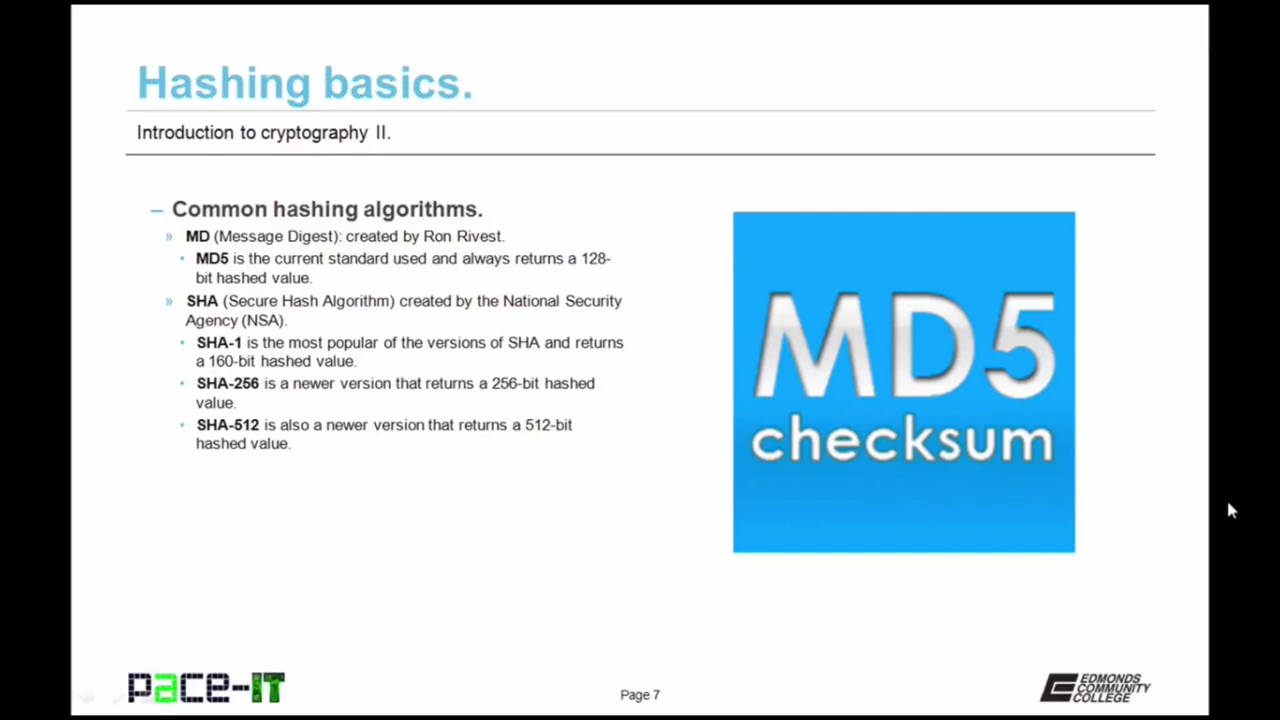 Hashing basics.
Introduction to cryptography II.
– Common hashing algorithms.
» MD (Message Digest): created by Ron Rivest.
• MD5 is the current standard used and always returns a 128-
bit hashed value.
» SHA (Secure Hash Algorithm) created by the National Security
Agency (NSA).
• SHA-1 is the most popular of the versions of SHA and returns
a 160-bit hashed value.
• SHA-256 is a newer version that returns a 256-bit hashed
value.
• SHA-512 is also a newer version that returns a 512-bit
hashed value.
MD5
checksum
pace-IT
Page 7
EDMONDS
COMMUNITY
COLLEGE